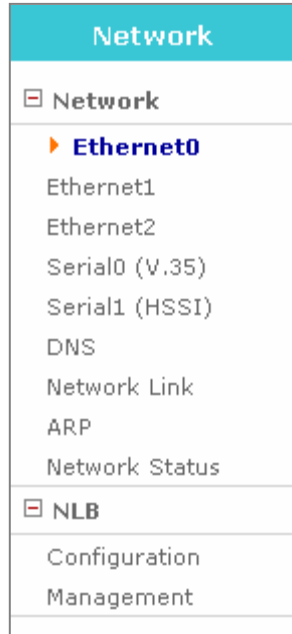 Network
Network
Ethernet0
Ethernet1
Ethernet2
Serial0 (V.35)
Serial1 (HSSI)
DNS
Network Link
ARP
Network Status
NLB
Configuration
Management